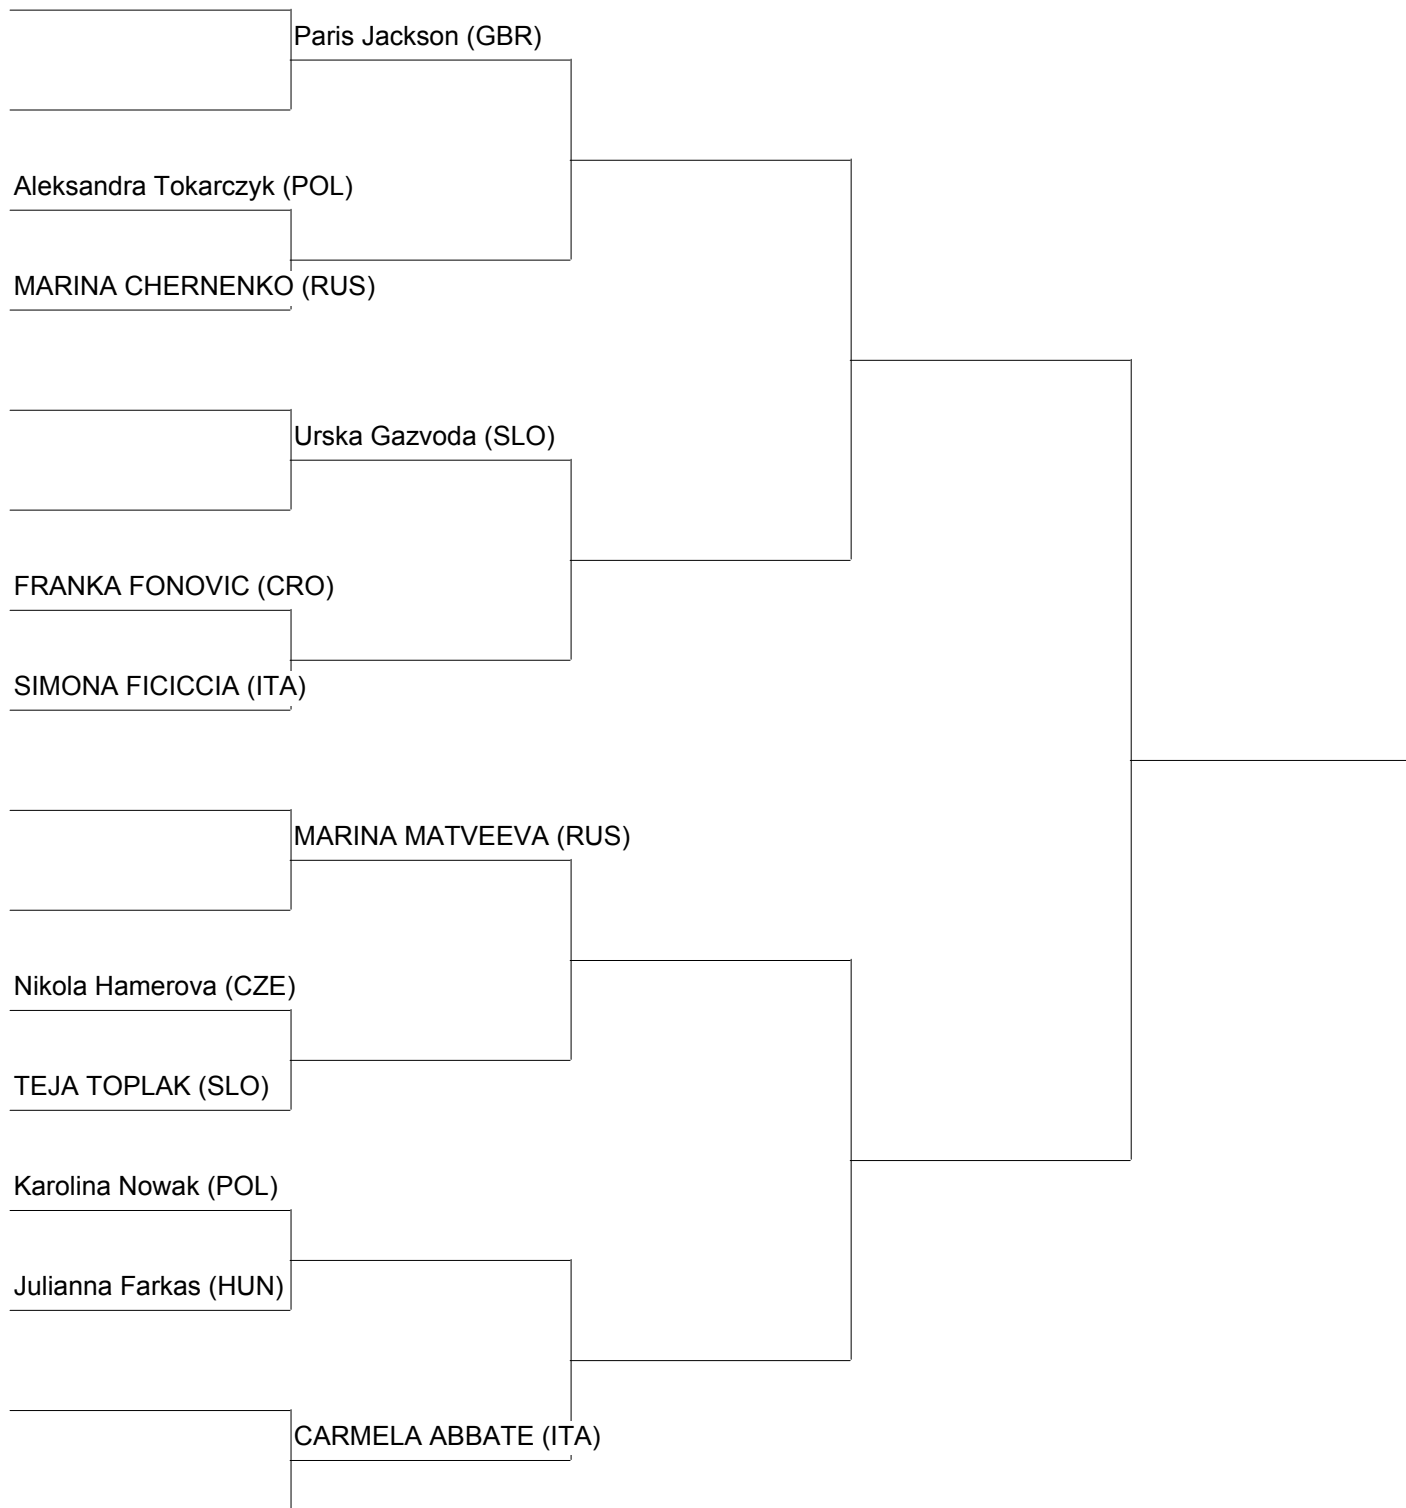 Paris Jackson (GBR)
Aleksandra Tokarczyk (POL)
MARINA CHERNENKO (RUS)
Urska Gazvoda (SLO)
FRANKA FONOVIC (CRO)
SIMONA FICICCIA (ITA)
MARINA MATVEEVA (RUS)
Nikola Hamerova (CZE)
TEJA TOPLAK (SLO)
Karolina Nowak (POL)
Julianna Farkas (HUN)
CARMELA ABBATE (ITA)